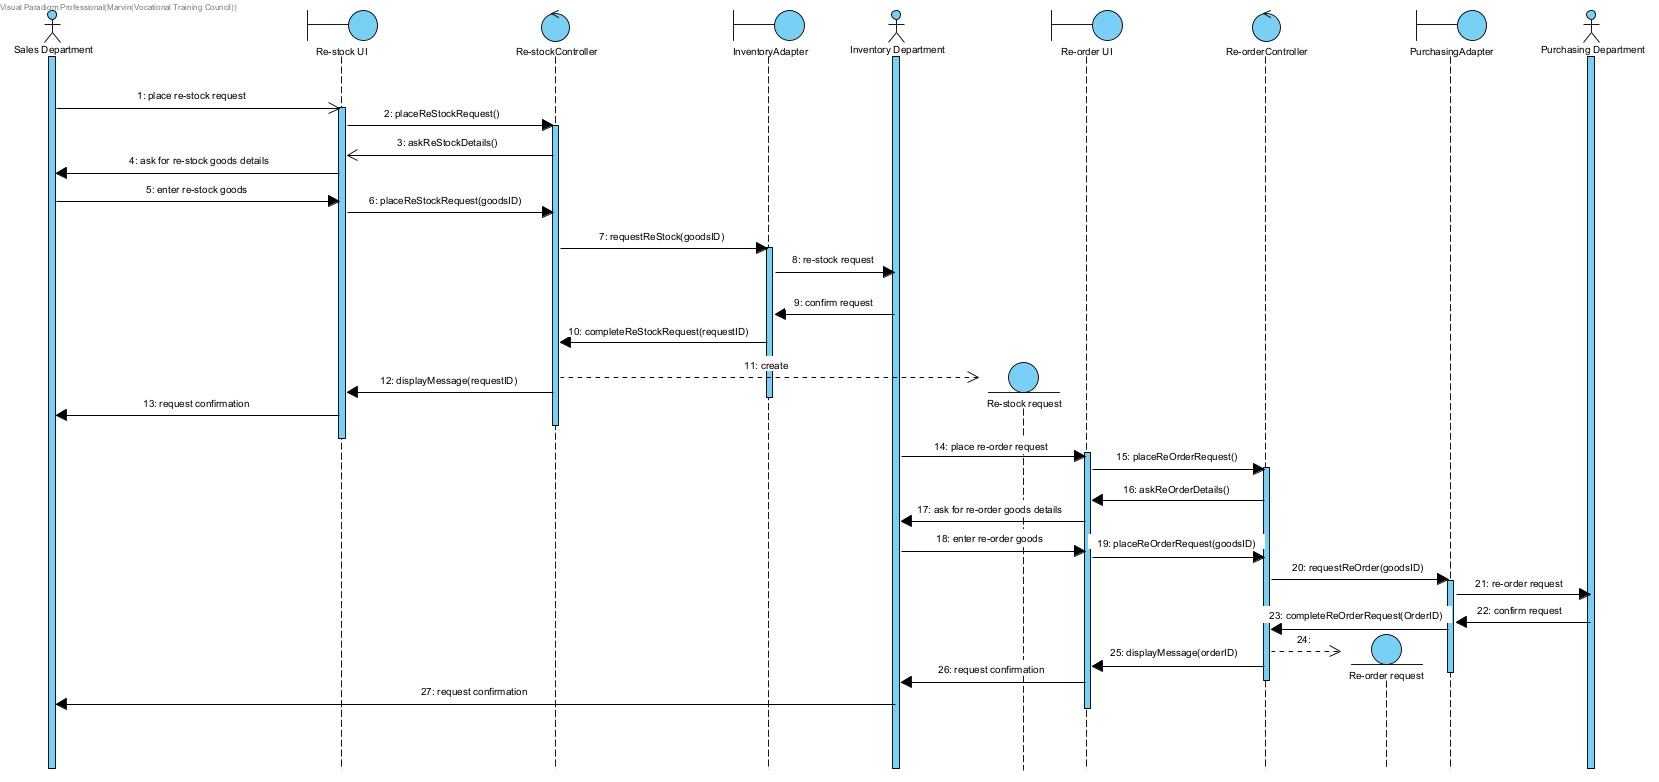 Visual Paradigm Professional(Marvin(Vocational Training Council))
Sales Department
Re-stock UI
Re-stockController
InventoryAdapter
Inventory Department
Re-order UI
Re-orderController
PurchasingAdapter
Purchasing Department
1: place re-stock request
2: placeReStockRequest()
3: askReStockDetails()
4: ask for re-stock goods details
5: enter re-stock goods
6: placeReStockRequest(goodsID)
7: requestReStock(goodsID)
8: re-stock request
9: confirm request
10: completeReStockRequest(requestID)
11: create
12: displayMessage(requestID)
Re-stock request
13: request confirmation
14: place re-order request
15: placeReOrderRequest()
16: askReOrderDetails()
17: ask for re-order goods details
18: enter re-order goods
19: placeReOrderRequest(goodsID)
20: requestReOrder(goodsID)
21: re-order request
22: confirm request
23: completeReOrderRequest(OrderID)
24:
25: displayMessage(orderID)
26: request confirmation
Re-order request
27: request confirmation